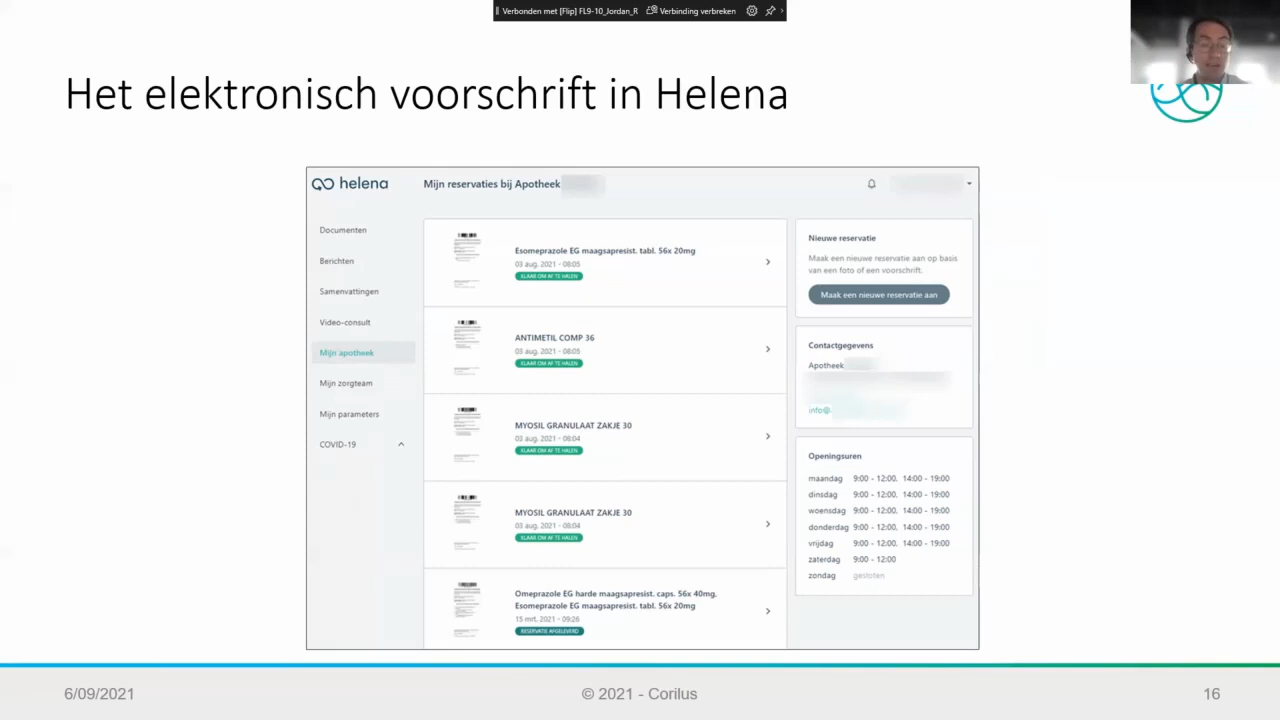 Verbonden met [Flip] FL9-10_Jordan_R Verbinding verbreken
Het elektronisch voorschrift in Helena
helena
Mijn reservaties bij Apotheek
Documenten
Berichten
Samenvattingen
Video-consult
Mijn apotheek
Mijn zorgteam
Mijn parameters
COVID-19
Esomeprazole EG maagsapresist. tabl. 56x 20mg
03 aug. 2021 - 08:05
KLAAR OM AF TE HALEN
ANTIMETIL COMP 36
03 aug. 2021 - 08:05
KLAAR OM AF TE HALEN
MYOSIL GRANULAAT ZAKJE 30
03 aug. 2021 - 08:04
KLAAR OM AF TE HALEN
MYOSIL GRANULAAT ZAKJE 30
03 aug. 2021 - 08:04
KLAAR OM AF TE HALEN
Omeprazole EG harde maagsapresist. caps. 56x 40mg,
Esomeprazole EG maagsapresist. tabl. 56x 20mg
15 mrt. 2021 - 09:26
RESERVATIE AFGELEVERD
Nieuwe reservatie
Maak een nieuwe reservatie aan op basis
van een foto of een voorschrift.
Maak een nieuwe reservatie aan
Contactgegevens
Apotheek
info@
Openingsuren
maandag 9:00 - 12:00, 14:00 - 19:00
dinsdag 9:00 - 12:00, 14:00 - 19:00
woensdag 9:00 - 12:00, 14:00 - 19:00
donderdag 9:00 - 12:00, 14:00 - 19:00
vrijdag 9:00 - 12:00, 14:00 - 19:00
zaterdag 9:00 - 12:00
zondag gesloten
6/09/2021
© 2021 - Corilus
16